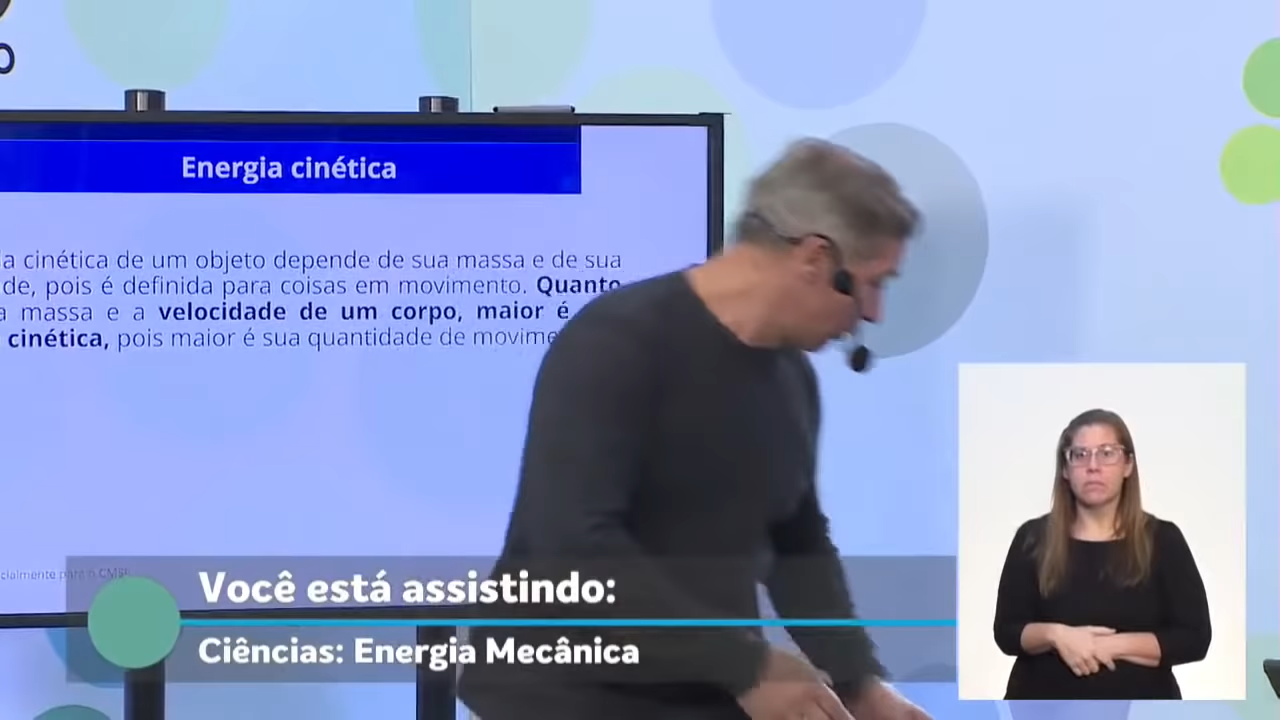 Energia cinética
a cinética de um objeto depende de sua massa e de sua
de, pois é definida para coisas em movimento. Quanto
a massa e a velocidade de um corpo, maior é
cinética, pois maior é sua quantidade de movime
Você está assistindo:
Ciências: Energia Mecânica